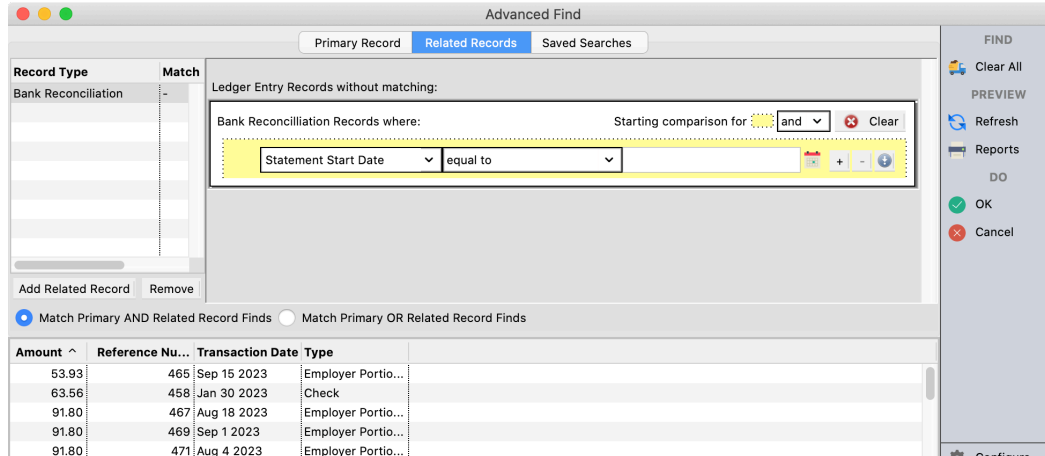 Advanced Find
Primary Record Related Records Saved Searches
Record Type Match
Bank Reconciliation -
Add Related Record Remove
Ledger Entry Records without matching:
Bank Reconcilliation Records where: Starting comparison for and Clear
Statement Start Date equal to + -
Match Primary AND Related Record Finds Match Primary OR Related Record Finds
Amount ^ Reference Nu... Transaction Date Type
53.93 465 Sep 15 2023 Employer Portio...
63.56 458 Jan 30 2023 Check
91.80 467 Aug 18 2023 Employer Portio...
91.80 469 Sep 1 2023 Employer Portio...
91.80 471 Aug 4 2023 Employer Portio...
FIND
Clear All
PREVIEW
Refresh
Reports
DO
OK
Cancel
Configure